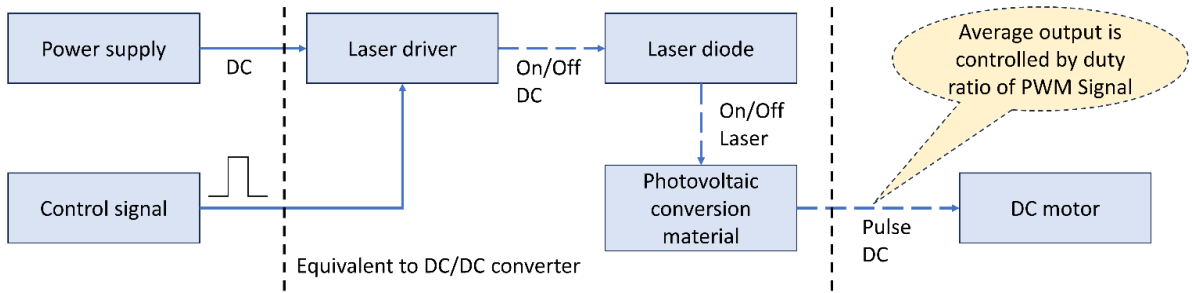 Power supply
DC
Laser driver
On/Off
DC
Laser diode
On/Off
Laser
Average output is
controlled by duty
ratio of PWM Signal
Control signal
Photovoltaic
conversion
material
Pulse
DC
DC motor
Equivalent to DC/DC converter